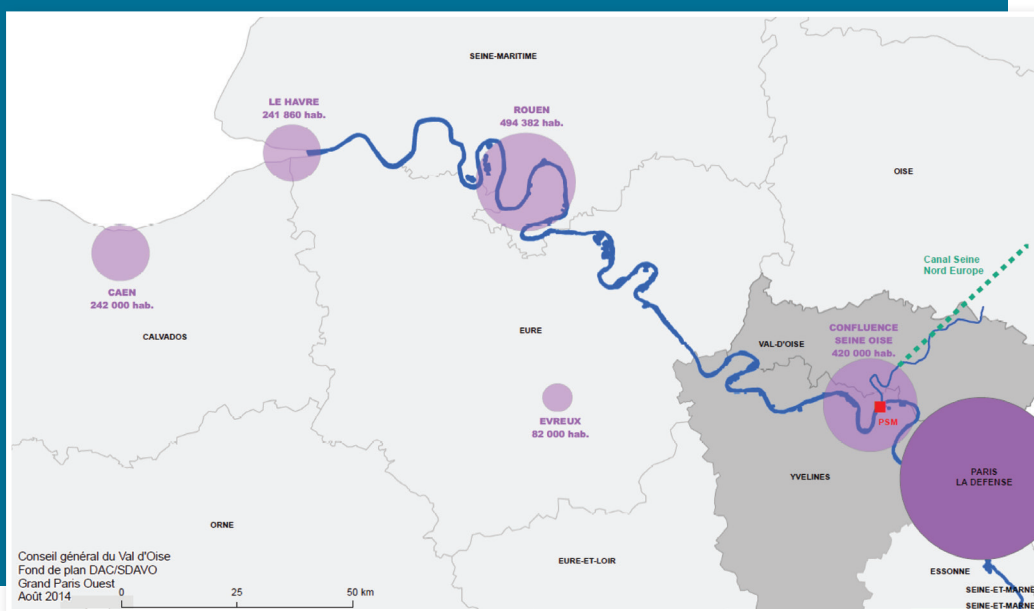 SEINE-MARITIME
LE HAVRE
241 860 hab.
ROUEN
494 382 hab.
OISE
CAEN
242 000 hab.
CALVADOS
EURE
Canal Seine
Nord Europe
VAL-D'OISE
CONFLUENCE
SEINE OISE
420 000 hab.
PSM
EVREUX
82 000 hab.
YVELINES
PARIS
LA DEFENSE
ORNE
EURE-ET-LOIR
ESSONNE
SEINE-ET-MARNE
SEINE-ET-MARNE
Conseil général du Val d'Oise
Fond de plan DAC/SDAVO
Grand Paris Ouest
Août 2014
0 25 50 km